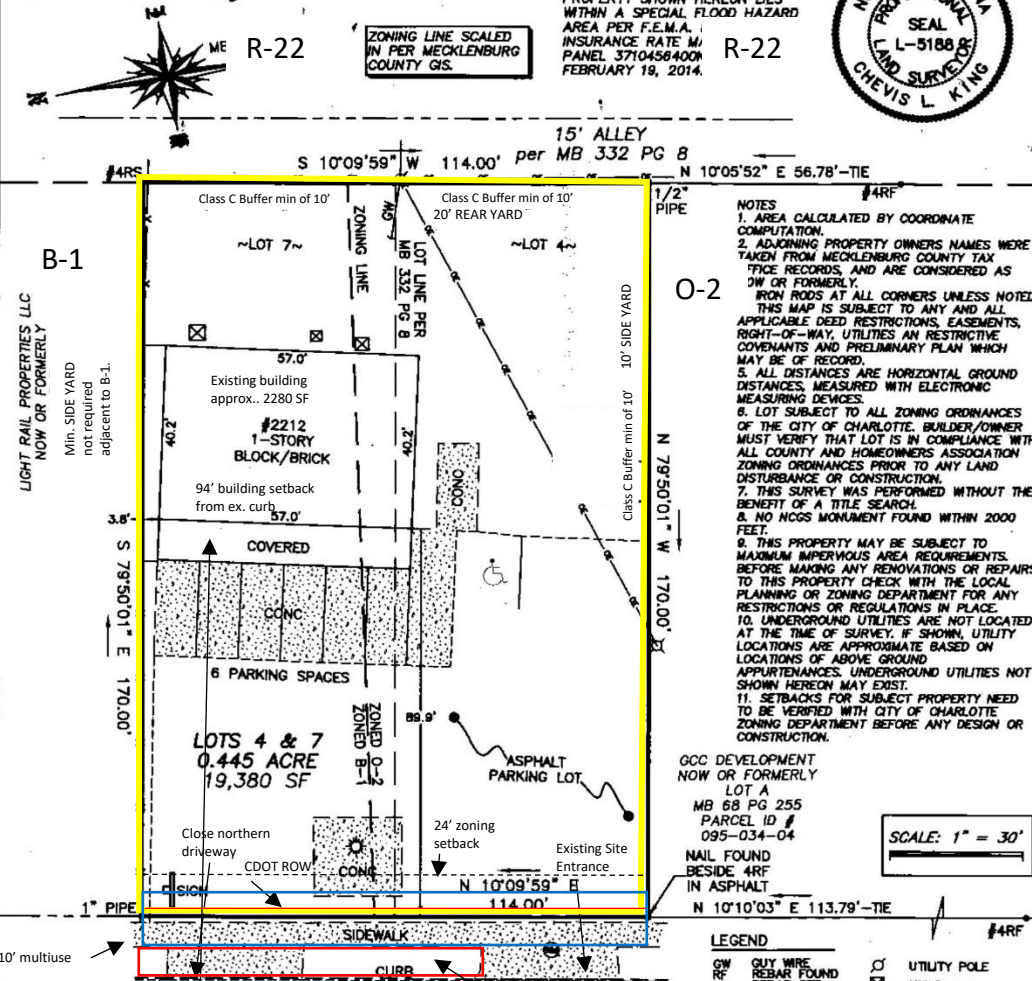 R-22
ZONING LINE SCALED
IN PER MECKLENBURG
COUNTY GIS.
WITHIN A SPECIAL FLOOD HAZARD
AREA PER F.E.M.A.
INSURANCE RATE
PANEL 3710456400K
FEBRUARY 19, 2014.
R-22
SEAL
L-5188
LAND SURVEYOR
CHEVIS L. KING
15' ALLEY
per MB 332 PG 8
S 10°09'59" W 114.00'
N 10°05'52" E 56.78'-TIE
#4RS
#4RF
1/2"
PIPE
Class C Buffer min of 10'
Class C Buffer min of 10'
20' REAR YARD
~LOT 7~
~LOT 4~
ZONING LINE
GW
LOT LINE PER
MB 332 PG 8
B-1
O-2
LIGHT RAIL PROPERTIES LLC
NOW OR FORMERLY
Min. SIDE YARD
not required
adjacent to B-1.
10' SIDE YARD
Class C Buffer min of 10'
57.0'
40.2'
40.2'
Existing building
approx.. 2280 SF
#2212
1-STORY
BLOCK/BRICK
94' building setback
from ex. curb
57.0'
3.8'
COVERED
CONC
CONC
6 PARKING SPACES
S 79°50'01" E 170.00'
N 79°50'01" W 170.00'
LOTS 4 & 7
0.445 ACRE
19,380 SF
ZONED O-2
ZONED B-1
89.9'
ASPHALT
PARKING LOT
Close northern
driveway
CDOT ROW
24' zoning
setback
Existing Site
Entrance
CONC
SIGN
N 10°09'59" E
114.00'
1" PIPE
SIDEWALK
10' multiuse
CURB
NOTES
1. AREA CALCULATED BY COORDINATE
COMPUTATION.
2. ADJOINING PROPERTY OWNERS NAMES WERE
TAKEN FROM MECKLENBURG COUNTY TAX
FFICE RECORDS, AND ARE CONSIDERED AS
OW OR FORMERLY.
IRON RODS AT ALL CORNERS UNLESS NOTED
THIS MAP IS SUBJECT TO ANY AND ALL
APPLICABLE DEED RESTRICTIONS, EASEMENTS,
RIGHT-OF-WAY, UTILITIES AN RESTRICTIVE
COVENANTS AND PRELIMINARY PLAN WHICH
MAY BE OF RECORD.
5. ALL DISTANCES ARE HORIZONTAL GROUND
DISTANCES, MEASURED WITH ELECTRONIC
MEASURING DEVICES.
6. LOT SUBJECT TO ALL ZONING ORDINANCES
OF THE CITY OF CHARLOTTE. BUILDER/OWNER
MUST VERIFY THAT LOT IS IN COMPLIANCE WITH
ALL COUNTY AND HOMEOWNERS ASSOCIATION
ZONING ORDINANCES PRIOR TO ANY LAND
DISTURBANCE OR CONSTRUCTION.
7. THIS SURVEY WAS PERFORMED WITHOUT THE
BENEFIT OF A TITLE SEARCH.
8. NO NCGS MONUMENT FOUND WITHIN 2000
FEET.
9. THIS PROPERTY MAY BE SUBJECT TO
MAXIMUM IMPERVIOUS AREA REQUIREMENTS.
BEFORE MAKING ANY RENOVATIONS OR REPAIRS
TO THIS PROPERTY CHECK WITH THE LOCAL
PLANNING OR ZONING DEPARTMENT FOR ANY
RESTRICTIONS OR REGULATIONS IN PLACE.
10. UNDERGROUND UTILITIES ARE NOT LOCATED
AT THE TIME OF SURVEY. IF SHOWN, UTILITY
LOCATIONS ARE APPROXIMATE BASED ON
LOCATIONS OF ABOVE GROUND
APPURTENANCES. UNDERGROUND UTILITIES NOT
SHOWN HEREON MAY EXIST.
11. SETBACKS FOR SUBJECT PROPERTY NEED
TO BE VERIFIED WITH CITY OF CHARLOTTE
ZONING DEPARTMENT BEFORE ANY DESIGN OR
CONSTRUCTION.
GCC DEVELOPMENT
NOW OR FORMERLY
LOT A
MB 68 PG 255
PARCEL ID #
095-034-04
NAIL FOUND
BESIDE 4RF
IN ASPHALT
SCALE: 1" = 30'
N 10°10'03" E 113.79'-TIE
#4RF
LEGEND
GW GUY WIRE
RF REBAR FOUND
UTILITY POLE